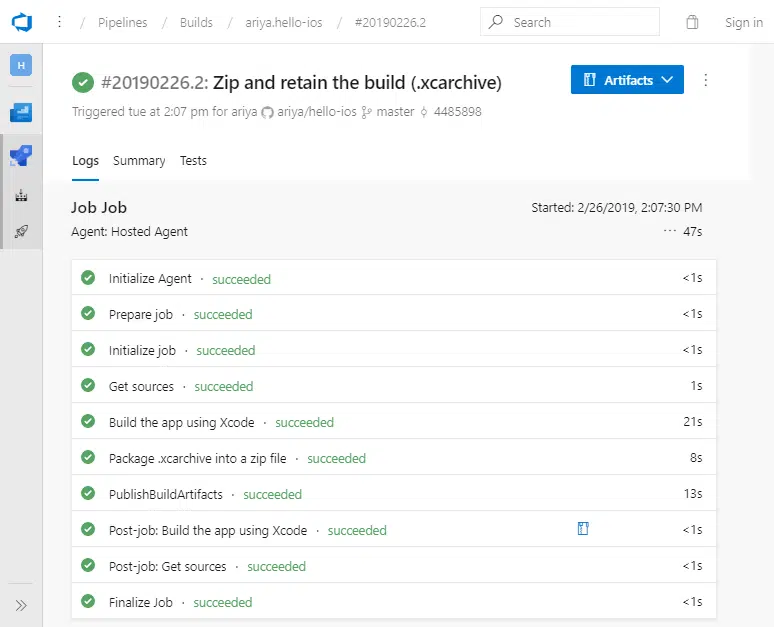 / Pipelines / Builds / ariya.hello-ios / #20190226.2 Search Sign in
H
#20190226.2: Zip and retain the build (.xcarchive) Artifacts
Triggered tue at 2:07 pm for ariya ariya/hello-ios master 4485898
Logs Summary Tests
Job Job Started: 2/26/2019, 2:07:30 PM
Agent: Hosted Agent ··· 47s
Initialize Agent · succeeded <1s
Prepare job · succeeded <1s
Initialize job · succeeded <1s
Get sources · succeeded 1s
Build the app using Xcode · succeeded 21s
Package .xcarchive into a zip file · succeeded 8s
PublishBuildArtifacts · succeeded 13s
Post-job: Build the app using Xcode · succeeded <1s
Post-job: Get sources · succeeded <1s
Finalize Job · succeeded <1s